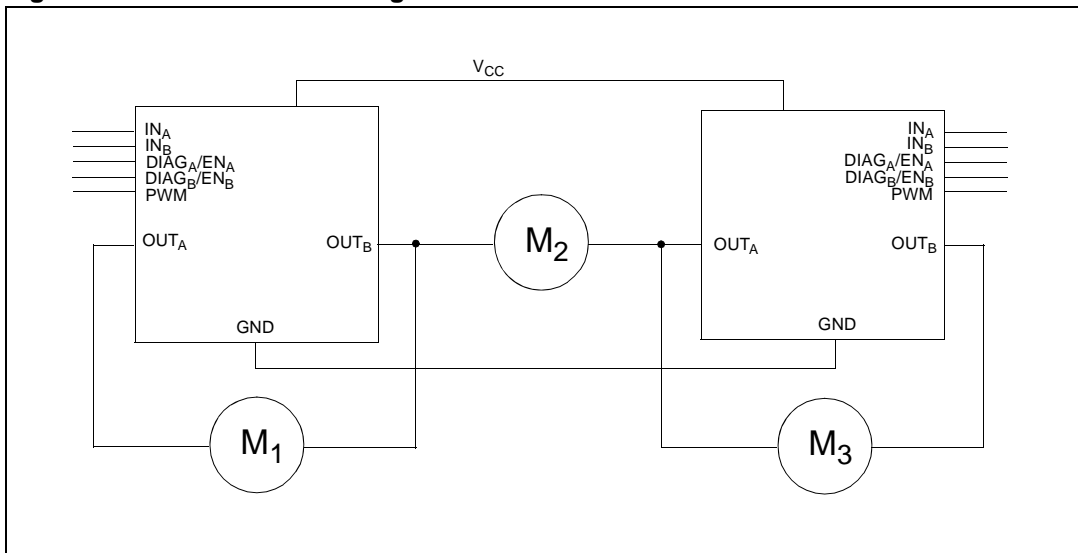 V_CC
IN_A
IN_B
DIAG_A/EN_A
DIAG_B/EN_B
PWM
OUT_A
OUT_B
GND
M_1
M_2
IN_A
IN_B
DIAG_A/EN_A
DIAG_B/EN_B
PWM
OUT_A
OUT_B
GND
M_3